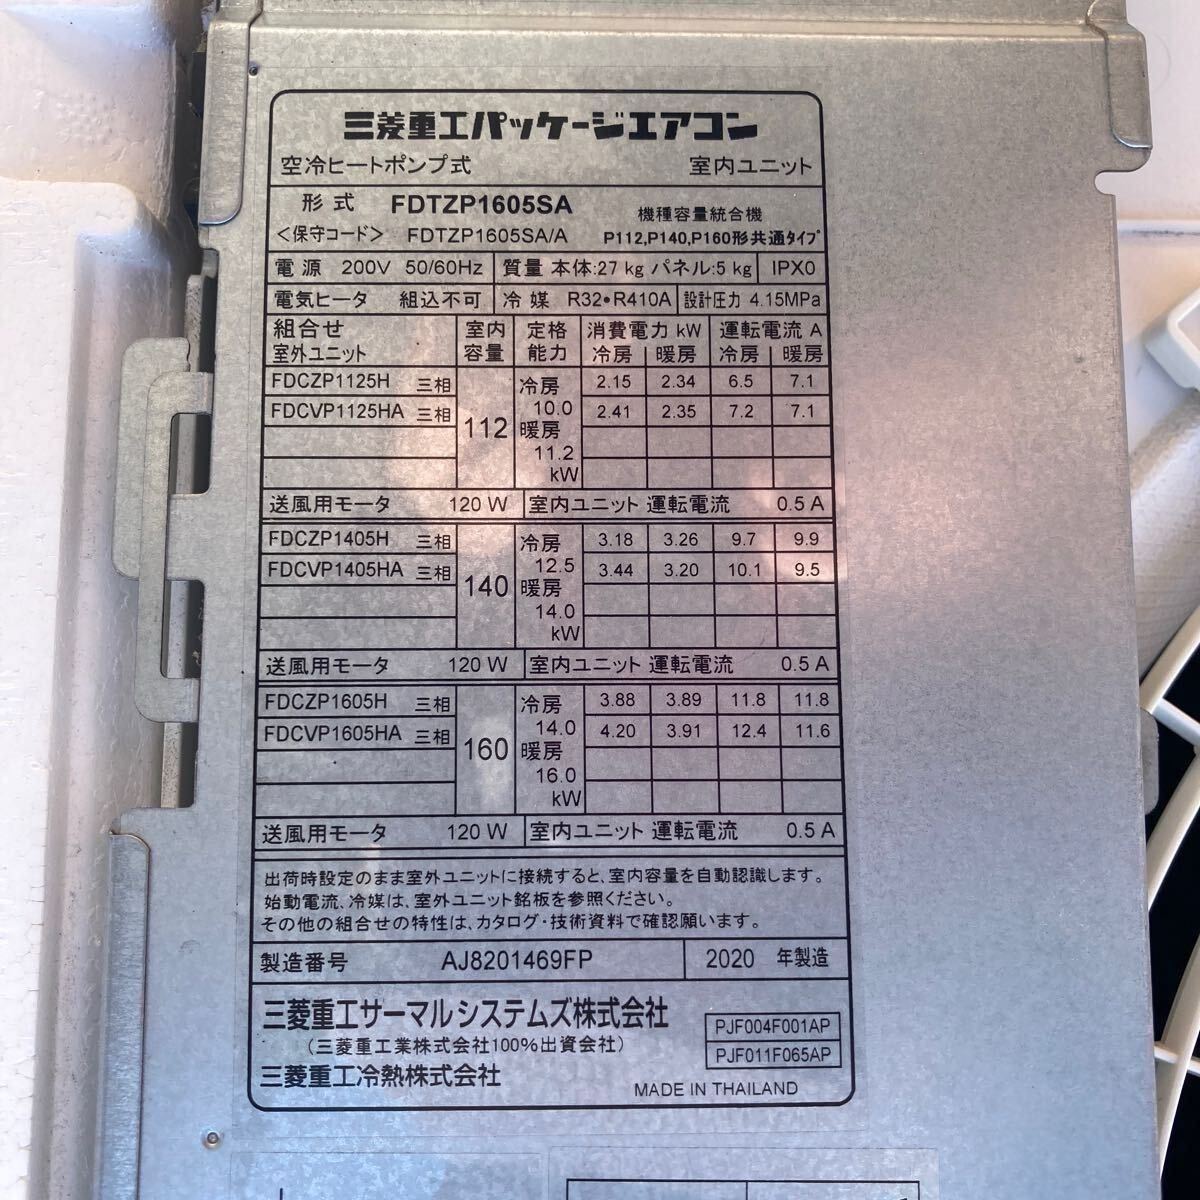 三菱重工パッケージエアコン
空冷ヒートポンプ式 室内ユニット
形式 FDTZP1605SA 機種容量統合機
<保守コード> FDTZP1605SA/A P112,P140,P160形共通タイプ
電源 200V 50/60Hz 質量 本体:27kg パネル:5kg IPX0
電気ヒータ 組込不可 冷媒 R32•R410A 設計圧力 4.15MPa
組合せ 室内 定格 消費電力 kW 運転電流 A
室外ユニット 容量 能力 冷房 暖房 冷房 暖房
FDCZP1125H 三相 冷房 2.15 2.34 6.5 7.1
FDCVP1125HA 三相 112 10.0 2.41 2.35 7.2 7.1
暖房
11.2
kW
送風用モータ 120 W 室内ユニット 運転電流 0.5 A
FDCZP1405H 三相 冷房 3.18 3.26 9.7 9.9
FDCVP1405HA 三相 140 12.5 3.44 3.20 10.1 9.5
暖房
14.0
kW
送風用モータ 120 W 室内ユニット 運転電流 0.5 A
FDCZP1605H 三相 冷房 3.88 3.89 11.8 11.8
FDCVP1605HA 三相 160 14.0 4.20 3.91 12.4 11.6
暖房
16.0
kW
送風用モータ 120 W 室内ユニット 運転電流 0.5 A
出荷時設定のまま室外ユニットに接続すると、室内容量を自動認識します。
始動電流、冷媒は、室外ユニット銘板を参照ください。
その他の組合せの特性は、カタログ・技術資料で確認願います。
製造番号 AJ8201469FP 2020 年製造
三菱重工サーマルシステムズ株式会社
(三菱重工業株式会社100%出資会社)
三菱重工冷熱株式会社
PJF004F001AP
PJF011F065AP
MADE IN THAILAND